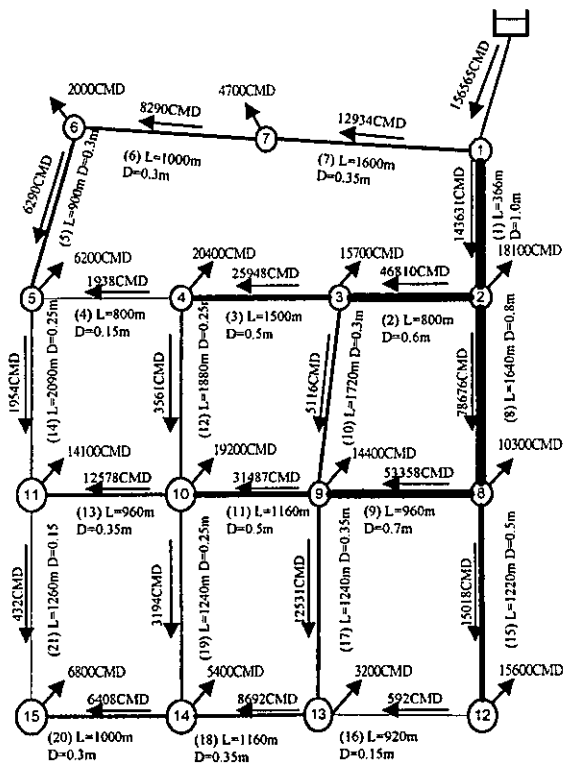 156565CMD
2000CMD
8290CMD
4700CMD
12934CMD
6
7
1
(6) L=1000m
D=0.3m
(7) L=1600m
D=0.35m
6290CMD
(5) L=900m D=0.3m
143631CMD
(1) L=366m
D=1.0m
6200CMD
1938CMD
20400CMD
25948CMD
15700CMD
46810CMD
18100CMD
5
4
3
2
(4) L=800m
D=0.15m
(3) L=1500m
D=0.5m
(2) L=800m
D=0.6m
1954CMD
(14) L=2090m D=0.25m
3561CMD
(12) L=1880m D=0.25m
5116CMD
(10) L=1720m D=0.3m
78676CMD
(8) L=1640m D=0.8m
14100CMD
12578CMD
19200CMD
31487CMD
14400CMD
53358CMD
10300CMD
11
10
9
8
(13) L=960m
D=0.35m
(11) L=1160m
D=0.5m
(9) L=960m
D=0.7m
432CMD
(21) L=1260m D=0.15
3194CMD
(19) L=1240m D=0.25m
12531CMD
(17) L=1240m D=0.35m
15018CMD
(15) L=1220m D=0.5m
6800CMD
6408CMD
5400CMD
8692CMD
3200CMD
592CMD
15600CMD
15
14
13
12
(20) L=1000m
D=0.3m
(18) L=1160m
D=0.35m
(16) L=920m
D=0.15m